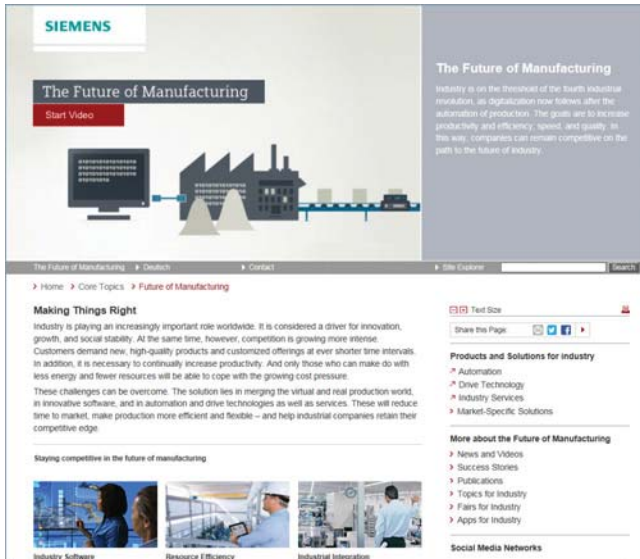 SIEMENS
The Future of Manufacturing
Start Video
The Future of Manufacturing
Industry is on the threshold of the fourth industrial
revolution, as digitalization now follows after the
automation of production. The goals are to increase
productivity and efficiency, speed, and quality. In
this way, companies can remain competitive on the
path to the future of industry.
The Future of Manufacturing Deutsch Contact Site Explorer Search
Home Core Topics Future of Manufacturing
Making Things Right
Industry is playing an increasingly important role worldwide. It is considered a driver for innovation,
growth, and social stability. At the same time, however, competition is growing more intense.
Customers demand new, high-quality products and customized offerings at ever shorter time intervals.
In addition, it is necessary to continually increase productivity. And only those who can make do with
less energy and fewer resources will be able to cope with the growing cost pressure.
These challenges can be overcome. The solution lies in merging the virtual and real production world,
in innovative software, and in automation and drive technologies as well as services. These will reduce
time to market, make production more efficient and flexible – and help industrial companies retain their
competitive edge.
Staying competitive in the future of manufacturing
Industry Software
Resource Efficiency
Industrial Integration
Text Size
Share this Page:
Products and Solutions for industry
Automation
Drive Technology
Industry Services
Market-Specific Solutions
More about the Future of Manufacturing
News and Videos
Success Stories
Publications
Topics for Industry
Fairs for Industry
Apps for Industry
Social Media Networks